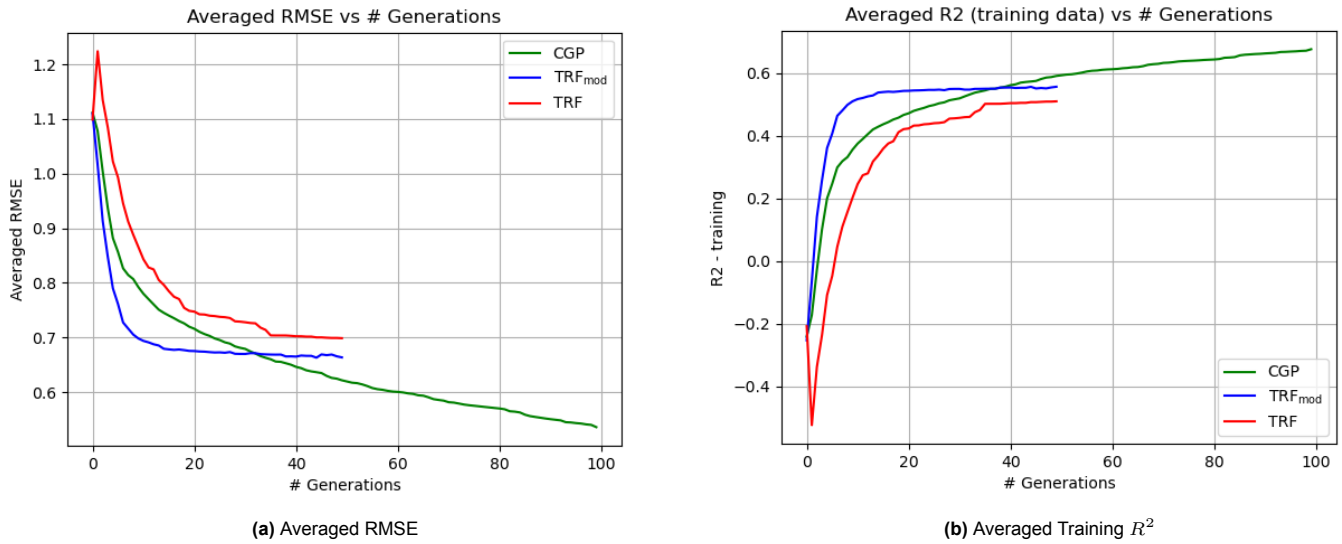 Averaged RMSE vs # Generations
Averaged RMSE
1.2
1.1
1.0
0.9
0.8
0.7
0.6
0
20
40
60
80
100
# Generations
CGP
TRFmod
TRF
(a) Averaged RMSE
Averaged R2 (training data) vs # Generations
R2 - training
0.6
0.4
0.2
0.0
−0.2
−0.4
0
20
40
60
80
100
# Generations
CGP
TRFmod
TRF
(b) Averaged Training R²